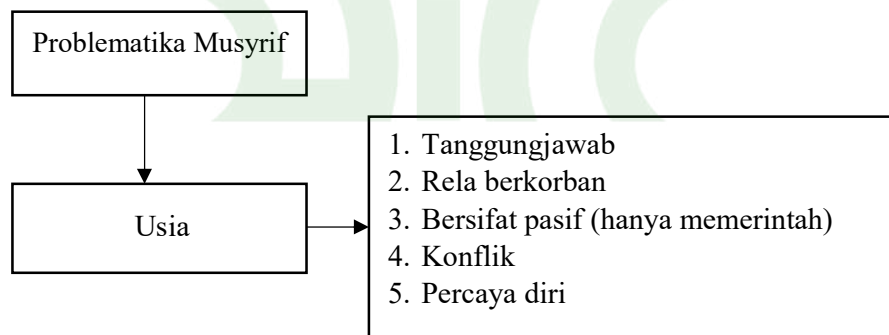 Problematika Musyrif
Usia
1. Tanggungjawab
2. Rela berkorban
3. Bersifat pasif (hanya memerintah)
4. Konflik
5. Percaya diri